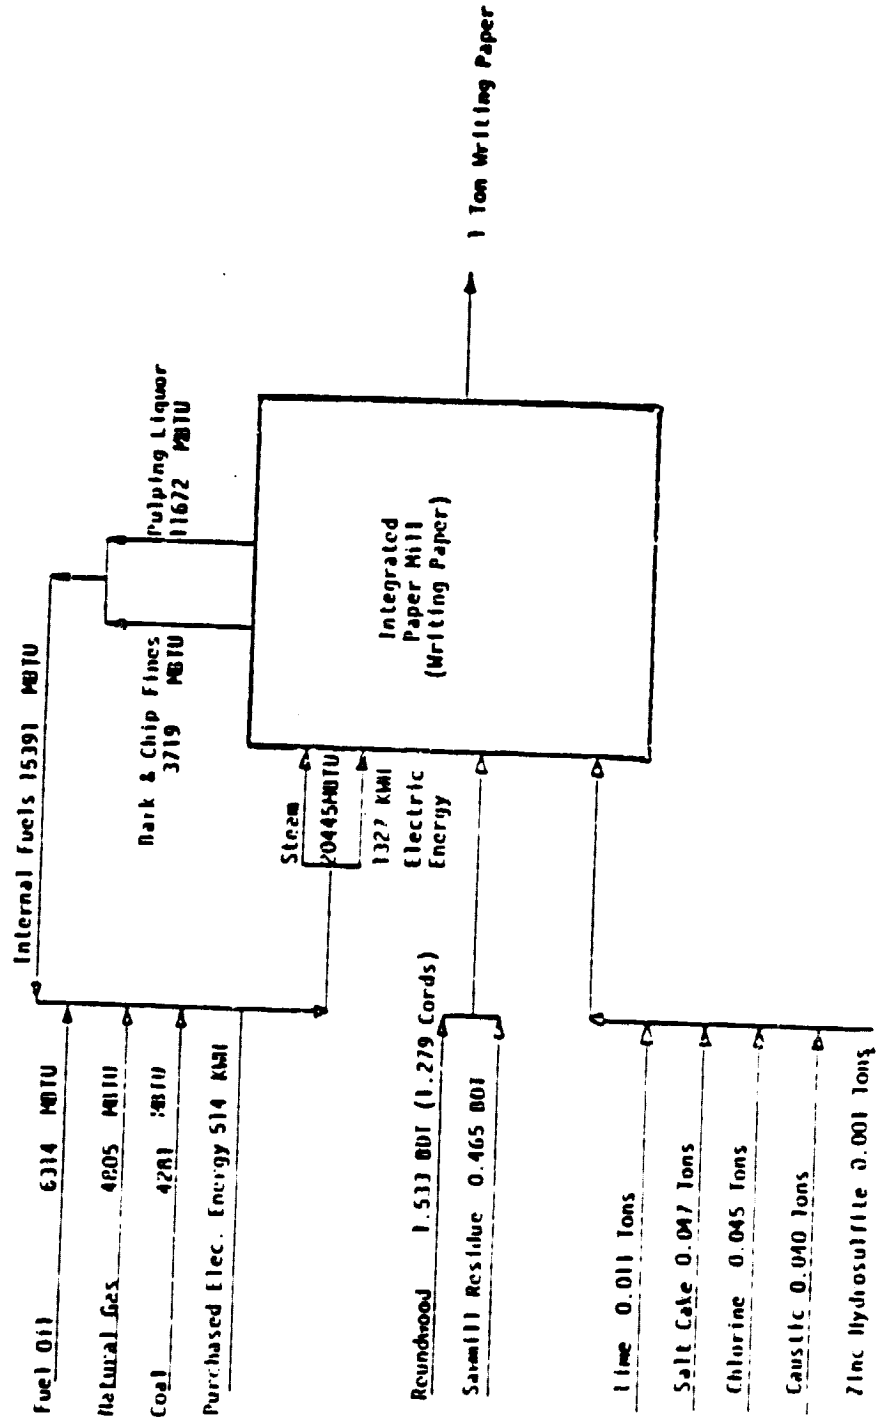 Fuel Oil 6314 MBTU
Natural Gas 4805 MBTU
Coal 4281 MBTU
Purchased Elec. Energy 514 KWH
Internal Fuels 15391 MBTU
Bark & Chip Fines
3719 MBTU
Pulping Liquor
11672 MBTU
Steam
20445MBTU
1327 KWH
Electric
Energy
Roundwood 1.533 BDT (1.279 Cords)
Sawmill Residue 0.465 BDT
Integrated
Paper Mill
(Writing Paper)
1 Ton Writing Paper
Lime 0.011 Tons
Salt Cake 0.047 Tons
Chlorine 0.045 Tons
Caustic 0.040 Tons
Zinc Hydrosulfite 0.001 Tons